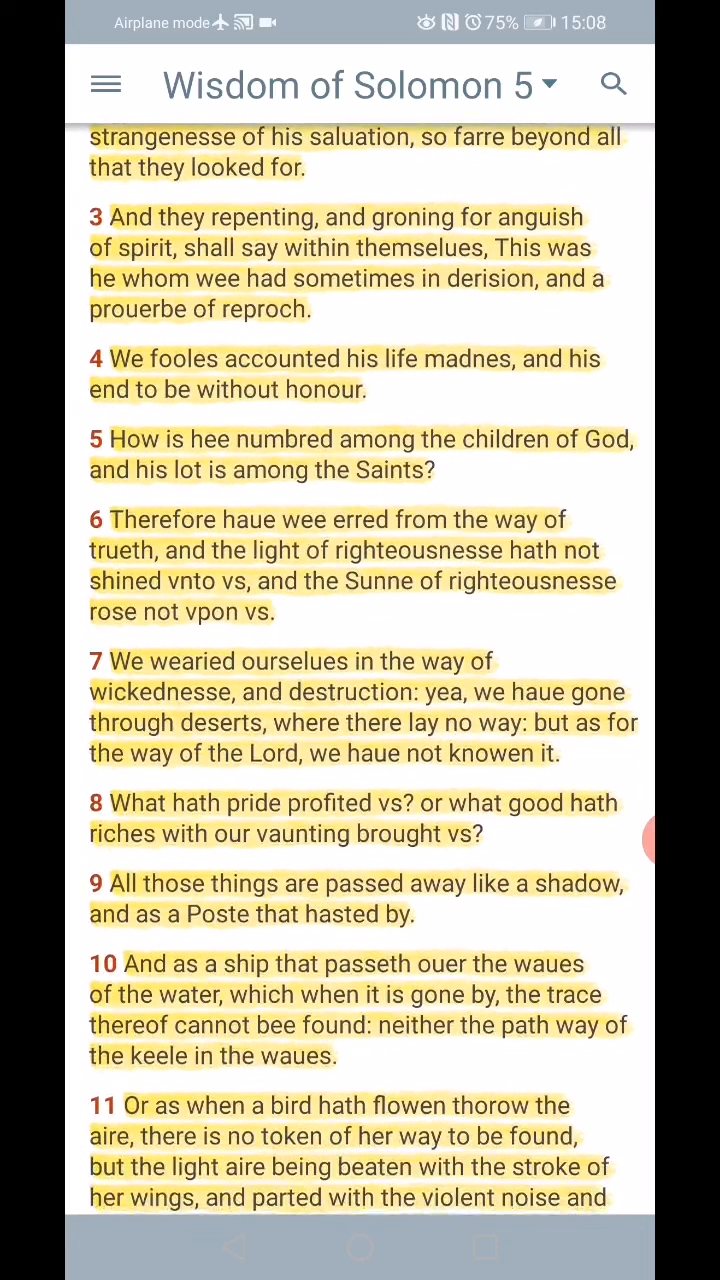 Airplane mode 75% 15:08
Wisdom of Solomon 5
strangenesse of his saluation, so farre beyond all
that they looked for.
3 And they repenting, and groning for anguish
of spirit, shall say within themselues, This was
he whom wee had sometimes in derision, and a
prouerbe of reproch.
4 We fooles accounted his life madnes, and his
end to be without honour.
5 How is hee numbred among the children of God,
and his lot is among the Saints?
6 Therefore haue wee erred from the way of
trueth, and the light of righteousnesse hath not
shined vnto vs, and the Sunne of righteousnesse
rose not vpon vs.
7 We wearied ourselues in the way of
wickednesse, and destruction: yea, we haue gone
through deserts, where there lay no way: but as for
the way of the Lord, we haue not knowen it.
8 What hath pride profited vs? or what good hath
riches with our vaunting brought vs?
9 All those things are passed away like a shadow,
and as a Poste that hasted by.
10 And as a ship that passeth ouer the waues
of the water, which when it is gone by, the trace
thereof cannot bee found: neither the path way of
the keele in the waues.
11 Or as when a bird hath flowen thorow the
aire, there is no token of her way to be found,
but the light aire being beaten with the stroke of
her wings, and parted with the violent noise and